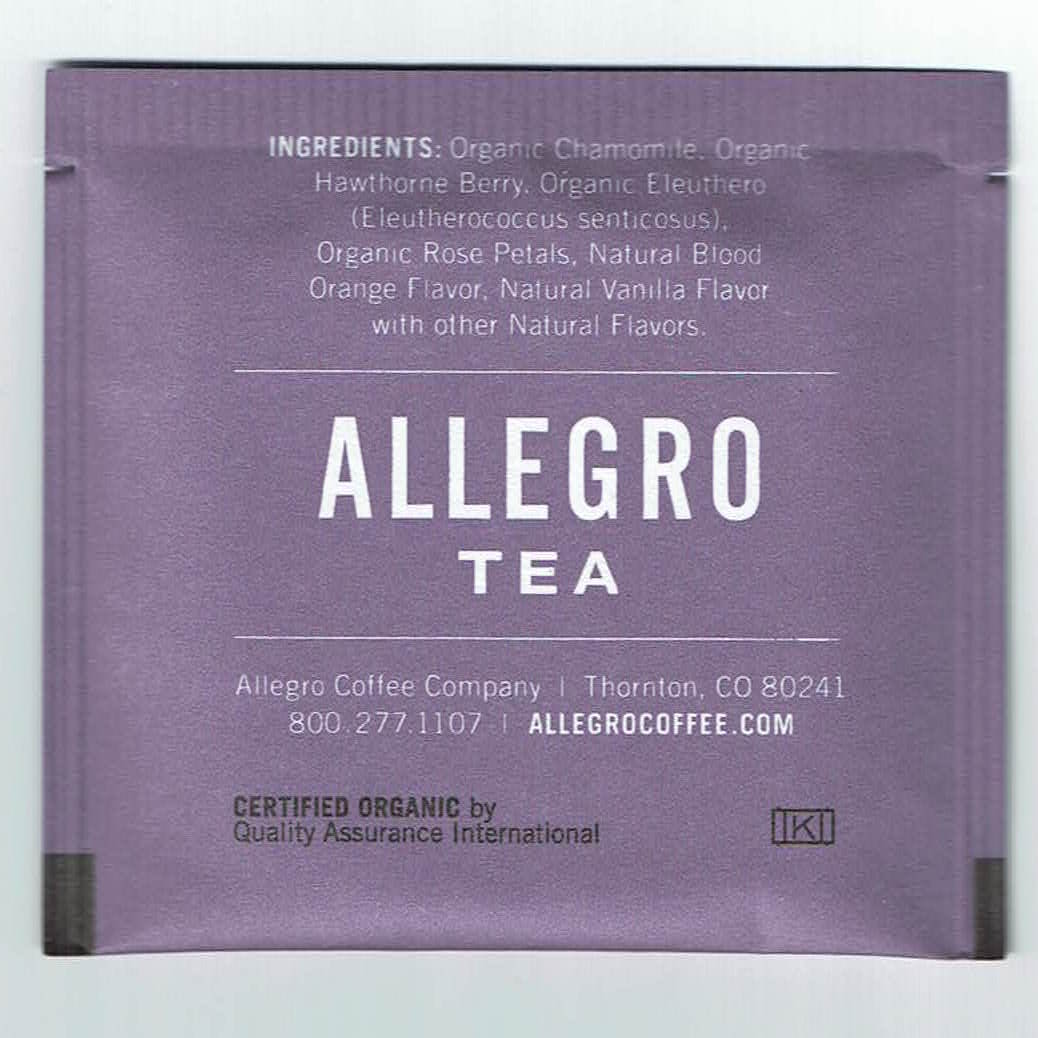 INGREDIENTS: Organic Chamomile, Organic
Hawthorne Berry, Organic Eleuthero
(Eleutherococcus senticosus),
Organic Rose Petals, Natural Blood
Orange Flavor, Natural Vanilla Flavor
with other Natural Flavors.
ALLEGRO
TEA
Allegro Coffee Company | Thornton, CO 80241
800.277.1107 | ALLEGROCOFFEE.COM
CERTIFIED ORGANIC by
Quality Assurance International
K